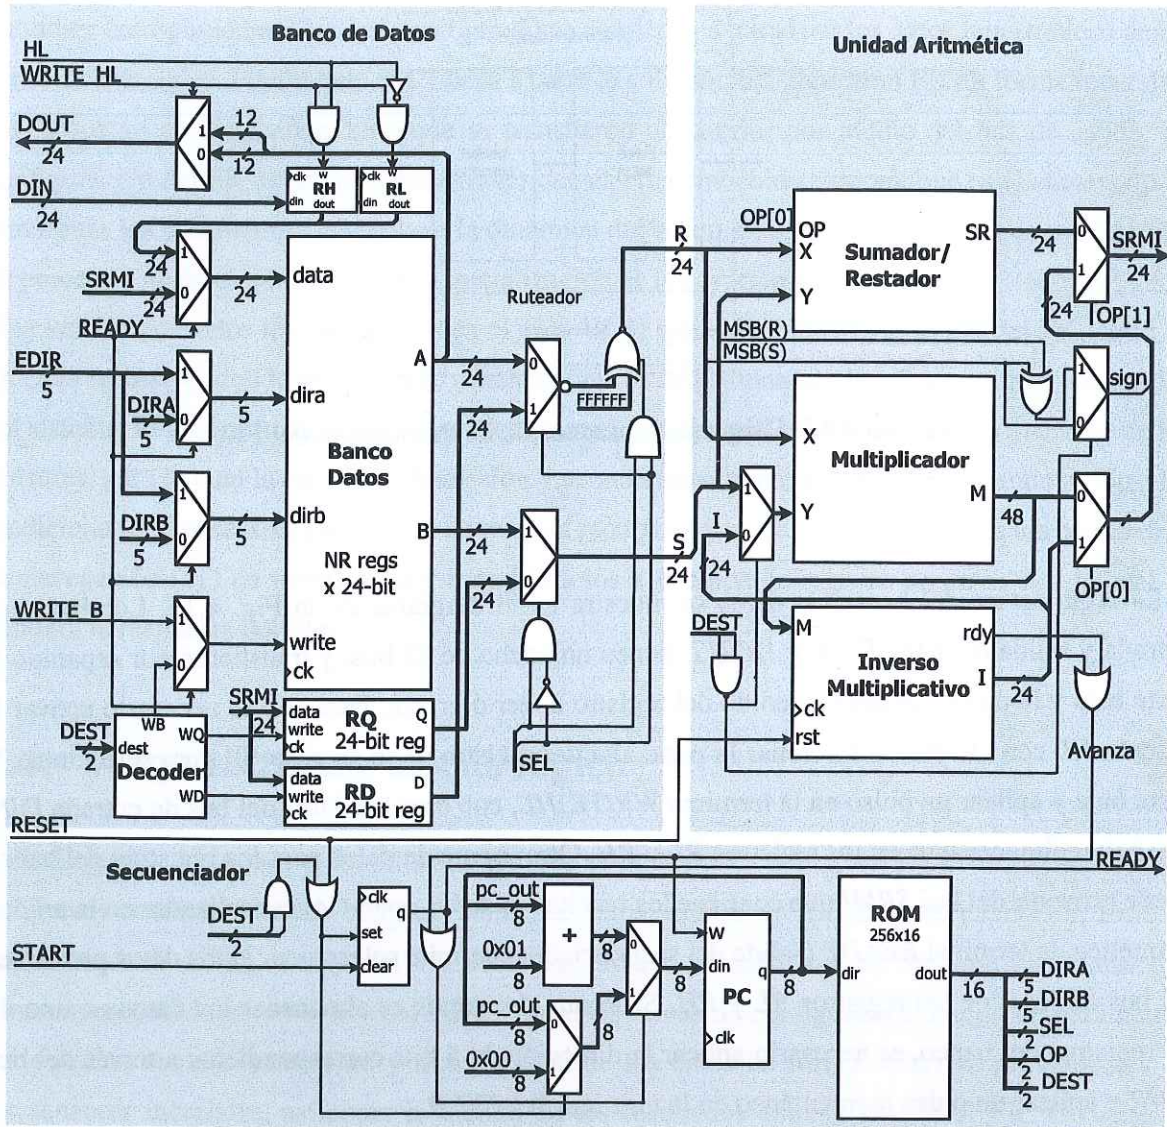 Banco de Datos
Unidad Aritmética
HL
WRITE_HL
DOUT
24
1
0
12
12
DIN
24
clk
w
RH
din
dout
clk
w
RL
din
dout
SRMI
24
24
1
0
24
data
READY
EDIR
5
DIRA
5
1
0
5
dira
DIRB
5
1
0
5
dirb
WRITE_B
1
0
write
ck
Banco
Datos
NR regs
x 24-bit
A
24
B
24
24
24
Ruteador
0
1
1
0
FFFFFF
SEL
DEST
2
WB
dest
WQ
WD
Decoder
SRMI
24
data
write
ck
RQ
Q
24-bit reg
data
write
ck
RD
D
24-bit reg
R
24
S
24
I
24
1
0
OP[0]
OP
X
Y
Sumador/
Restador
SR
24
0
1
24
SRMI
24
OP[1]
MSB(R)
MSB(S)
1
0
sign
X
Y
Multiplicador
M
48
0
1
OP[0]
DEST
M
Inverso
Multiplicativo
rdy
I
24
ck
rst
Avanza
RESET
READY
Secuenciador
DEST
2
START
clk
q
set
clear
pc_out
8
0x01
8
+
8
pc_out
8
0x00
8
0
1
8
0
1
8
w
din
q
PC
clk
8
ROM
256x16
dir
dout
16
DIRA
5
DIRB
5
SEL
2
OP
2
DEST
2